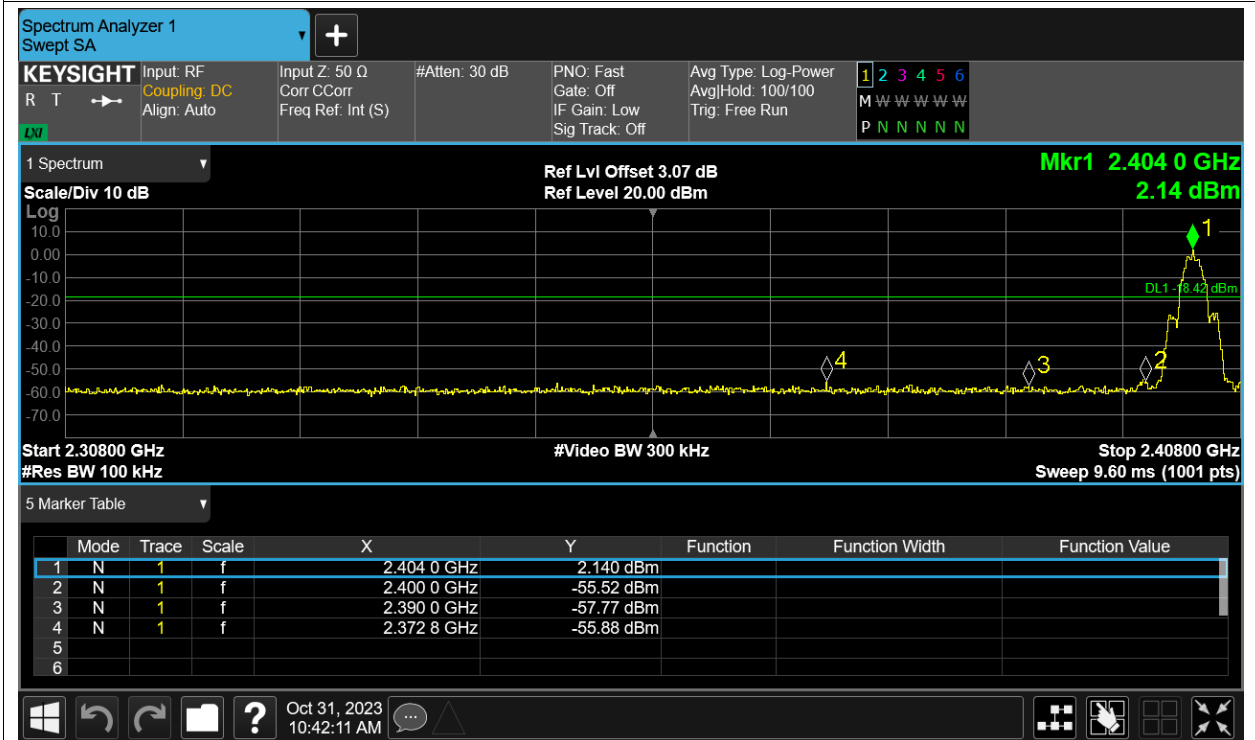 Spectrum Analyzer 1
Swept SA
+
KEYSIGHT Input: RF Input Z: 50 Ω #Atten: 30 dB PNO: Fast Avg Type: Log-Power 1 2 3 4 5 6
R T Coupling: DC Corr CCorr Gate: Off Avg|Hold: 100/100 M W W W W W
Align: Auto Freq Ref: Int (S) IF Gain: Low Trig: Free Run
LXI Sig Track: Off P N N N N N
1 Spectrum Ref Lvl Offset 3.07 dB Mkr1 2.404 0 GHz
Scale/Div 10 dB Ref Level 20.00 dBm 2.14 dBm
Log
10.0 1
0.00
-10.0
DL1 -18.42 dBm
-20.0
-30.0
-40.0
4 3 2
-50.0
-60.0
-70.0
Start 2.30800 GHz #Video BW 300 kHz Stop 2.40800 GHz
#Res BW 100 kHz Sweep 9.60 ms (1001 pts)
5 Marker Table
Mode Trace Scale X Y Function Function Width Function Value
1 N 1 f 2.404 0 GHz 2.140 dBm
2 N 1 f 2.400 0 GHz -55.52 dBm
3 N 1 f 2.390 0 GHz -57.77 dBm
4 N 1 f 2.372 8 GHz -55.88 dBm
5
6
? Oct 31, 2023
10:42:11 AM